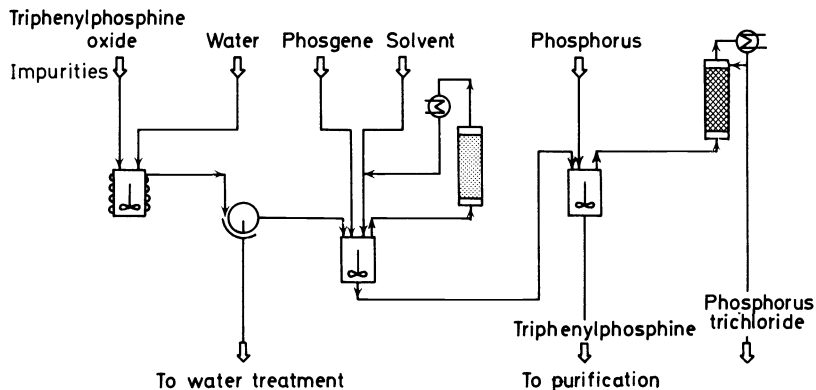 Triphenylphosphine
oxide
Impurities
Water
Phosgene
Solvent
Phosphorus
Triphenylphosphine
Phosphorus
trichloride
To water treatment
To purification